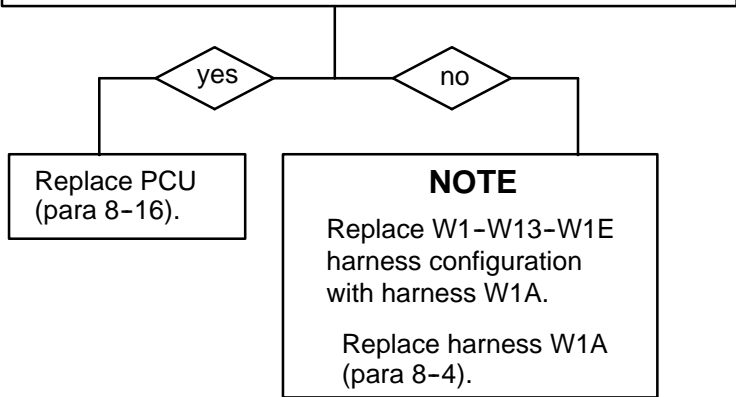 yes
no
Replace PCU
(para 8-16).
NOTE
Replace W1-W13-W1E
harness configuration
with harness W1A.
Replace harness W1A
(para 8-4).